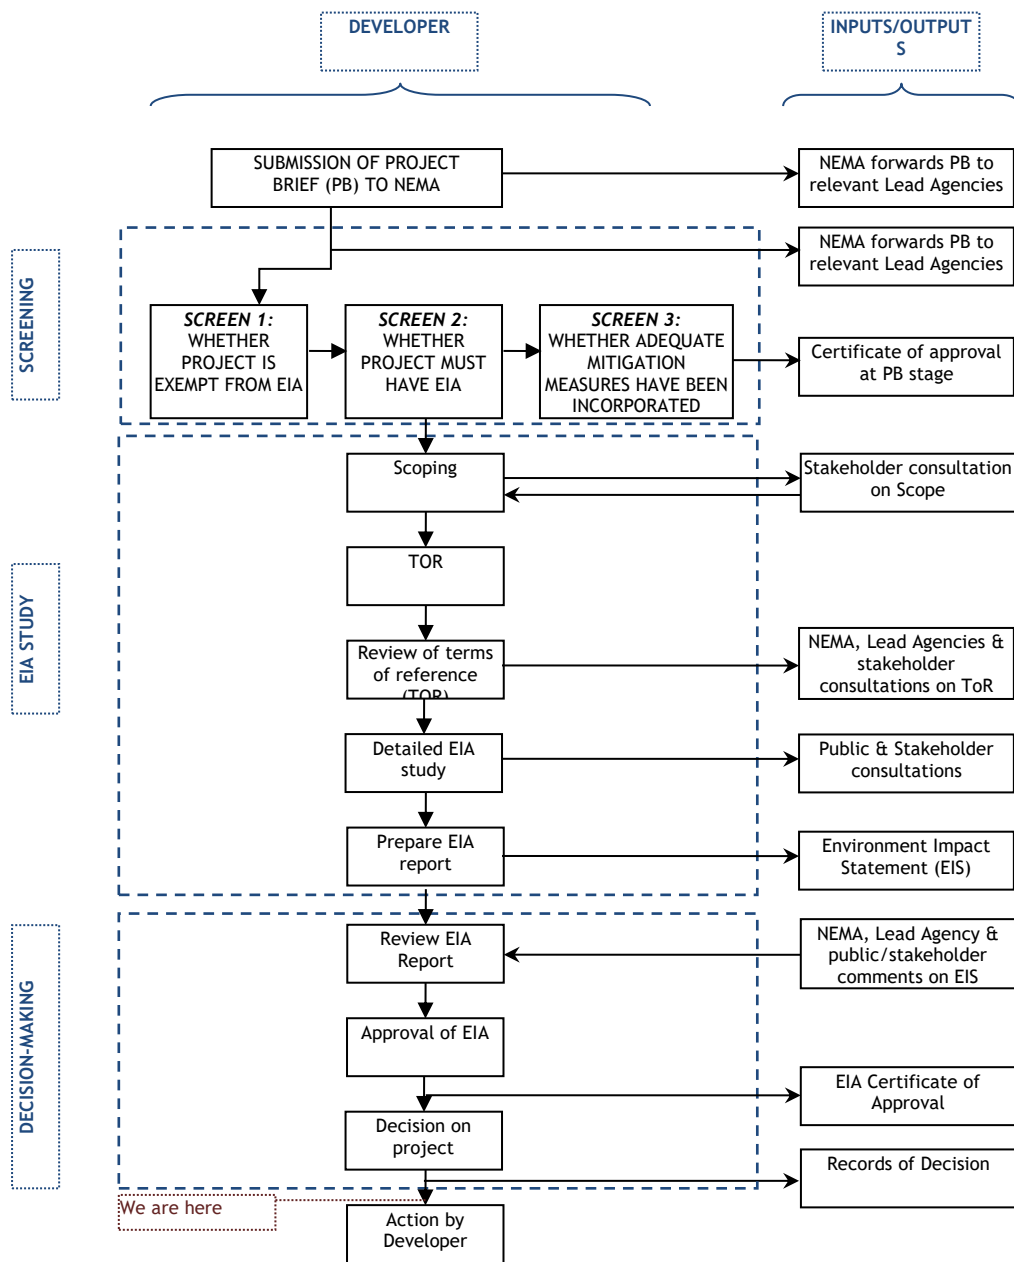 DEVELOPER
INPUTS/OUTPUT
S
SUBMISSION OF PROJECT
BRIEF (PB) TO NEMA
NEMA forwards PB to
relevant Lead Agencies
NEMA forwards PB to
relevant Lead Agencies
SCREENING
SCREEN 1:
WHETHER
PROJECT IS
EXEMPT FROM EIA
SCREEN 2:
WHETHER
PROJECT MUST
HAVE EIA
SCREEN 3:
WHETHER ADEQUATE
MITIGATION
MEASURES HAVE BEEN
INCORPORATED
Certificate of approval
at PB stage
Scoping
Stakeholder consultation
on Scope
TOR
EIA STUDY
Review of terms
of reference
(TOR)
NEMA, Lead Agencies &
stakeholder
consultations on ToR
Detailed EIA
study
Public & Stakeholder
consultations
Prepare EIA
report
Environment Impact
Statement (EIS)
DECISION-MAKING
Review EIA
Report
NEMA, Lead Agency &
public/stakeholder
comments on EIS
Approval of EIA
EIA Certificate of
Approval
Decision on
project
Records of Decision
We are here
Action by
Developer